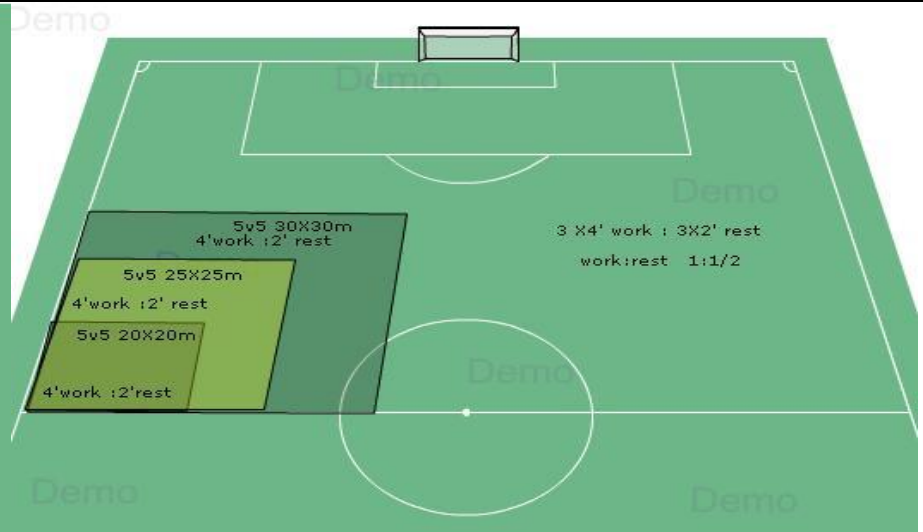 Demo
Demo
Demo
5v5 30X30m
4'work :2' rest
3 X4' work : 3X2' rest
work:rest 1:1/2
5v5 25X25m
4'work :2' rest
5v5 20X20m
4'work :2'rest
Demo
Demo
Demo